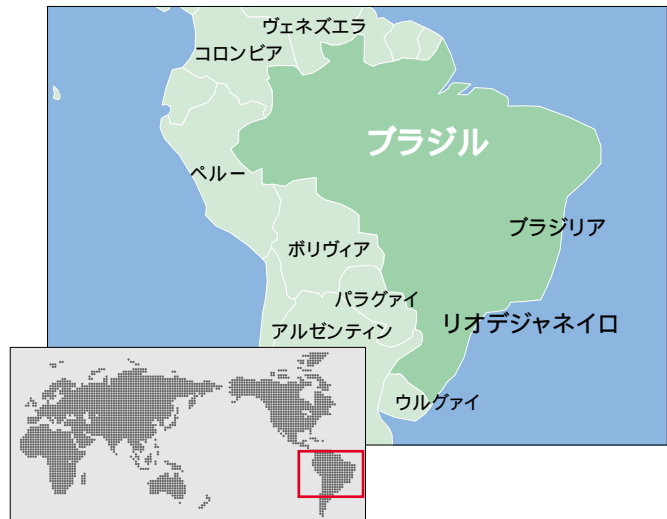 ヴェネズエラ
コロンビア
ブラジル
ペルー
ブラジリア
ボリヴィア
パラグァイ
リオデジャネイロ
アルゼンティン
ウルグァイ